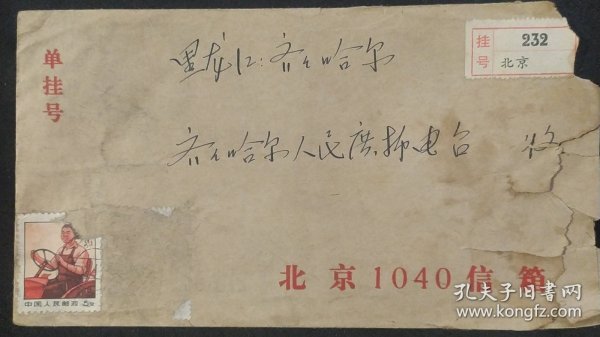 单挂号
挂号 232
北京
黑龙江:齐齐哈尔
齐齐哈尔人民广播电台 收
中国人民邮政 8分
北京1040信箱
孔夫子旧书网
www.kongfz.com